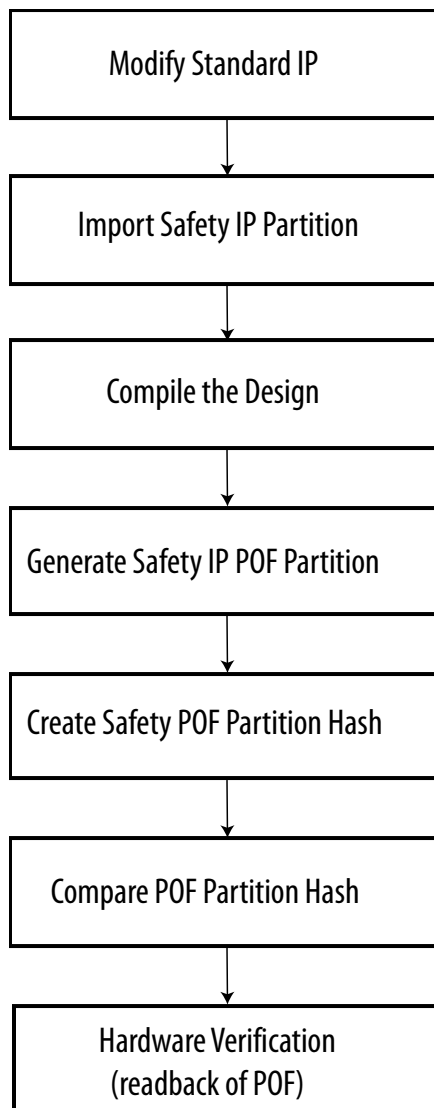 Modify Standard IP
Import Safety IP Partition
Compile the Design
Generate Safety IP POF Partition
Create Safety POF Partition Hash
Compare POF Partition Hash
Hardware Verification
(readback of POF)